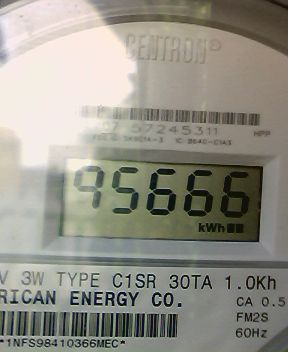 CENTRON®
57245311
HPP
95666
kWh
V 3W TYPE C1SR 30TA 1.0Kh
RICAN ENERGY CO.
CA 0.5
FM2S
60Hz
*1NFS98410366MEC*